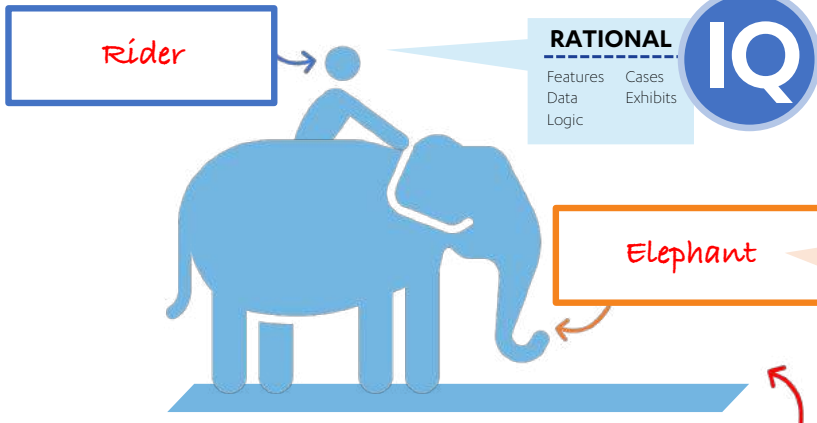 Rider
RATIONAL
IQ
Features Cases
Data Exhibits
Logic
Elephant